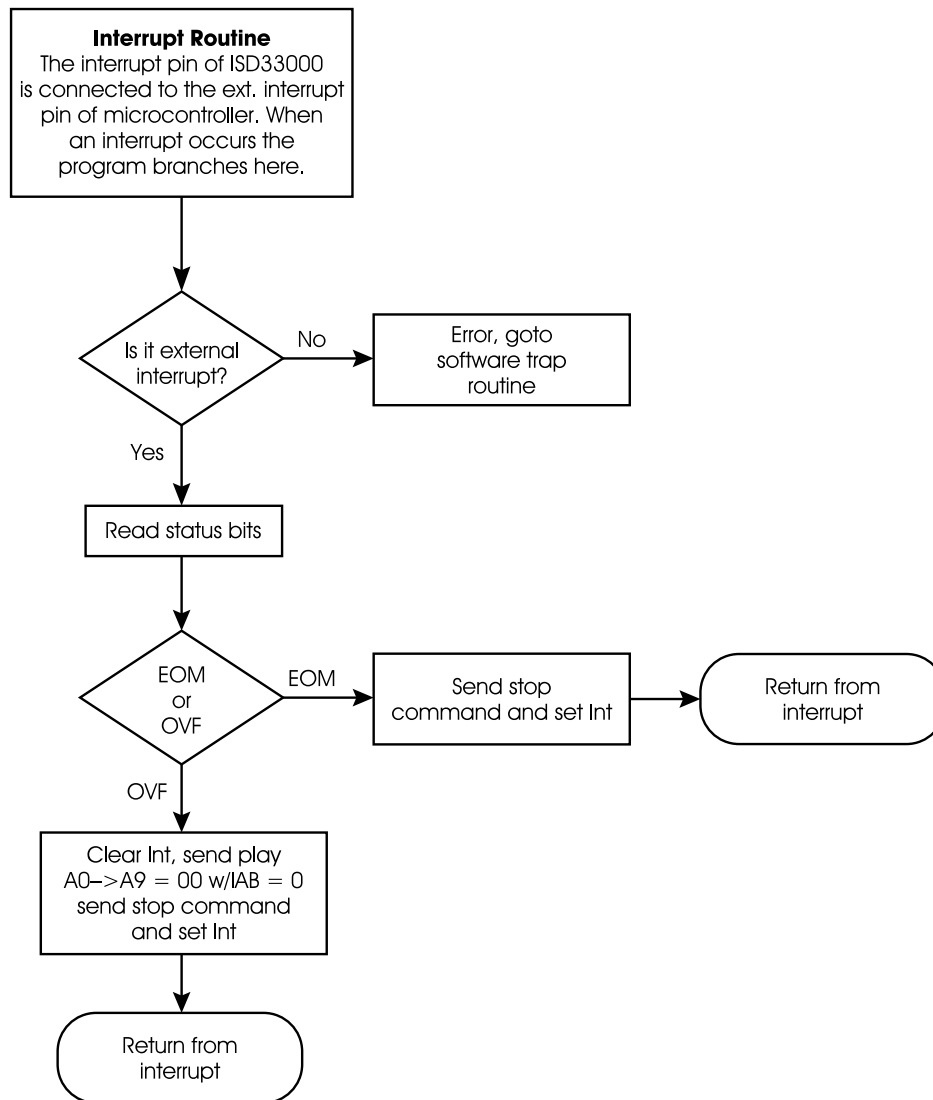 Interrupt Routine
The interrupt pin of ISD33000
is connected to the ext. interrupt
pin of microcontroller. When
an interrupt occurs the
program branches here.
Is it external
interrupt?
No
Error, goto
software trap
routine
Yes
Read status bits
EOM
or
OVF
EOM
Send stop
command and set Int
Return from
interrupt
OVF
Clear Int, send play
A0–>A9 = 00 w/IAB = 0
send stop command
and set Int
Return from
interrupt